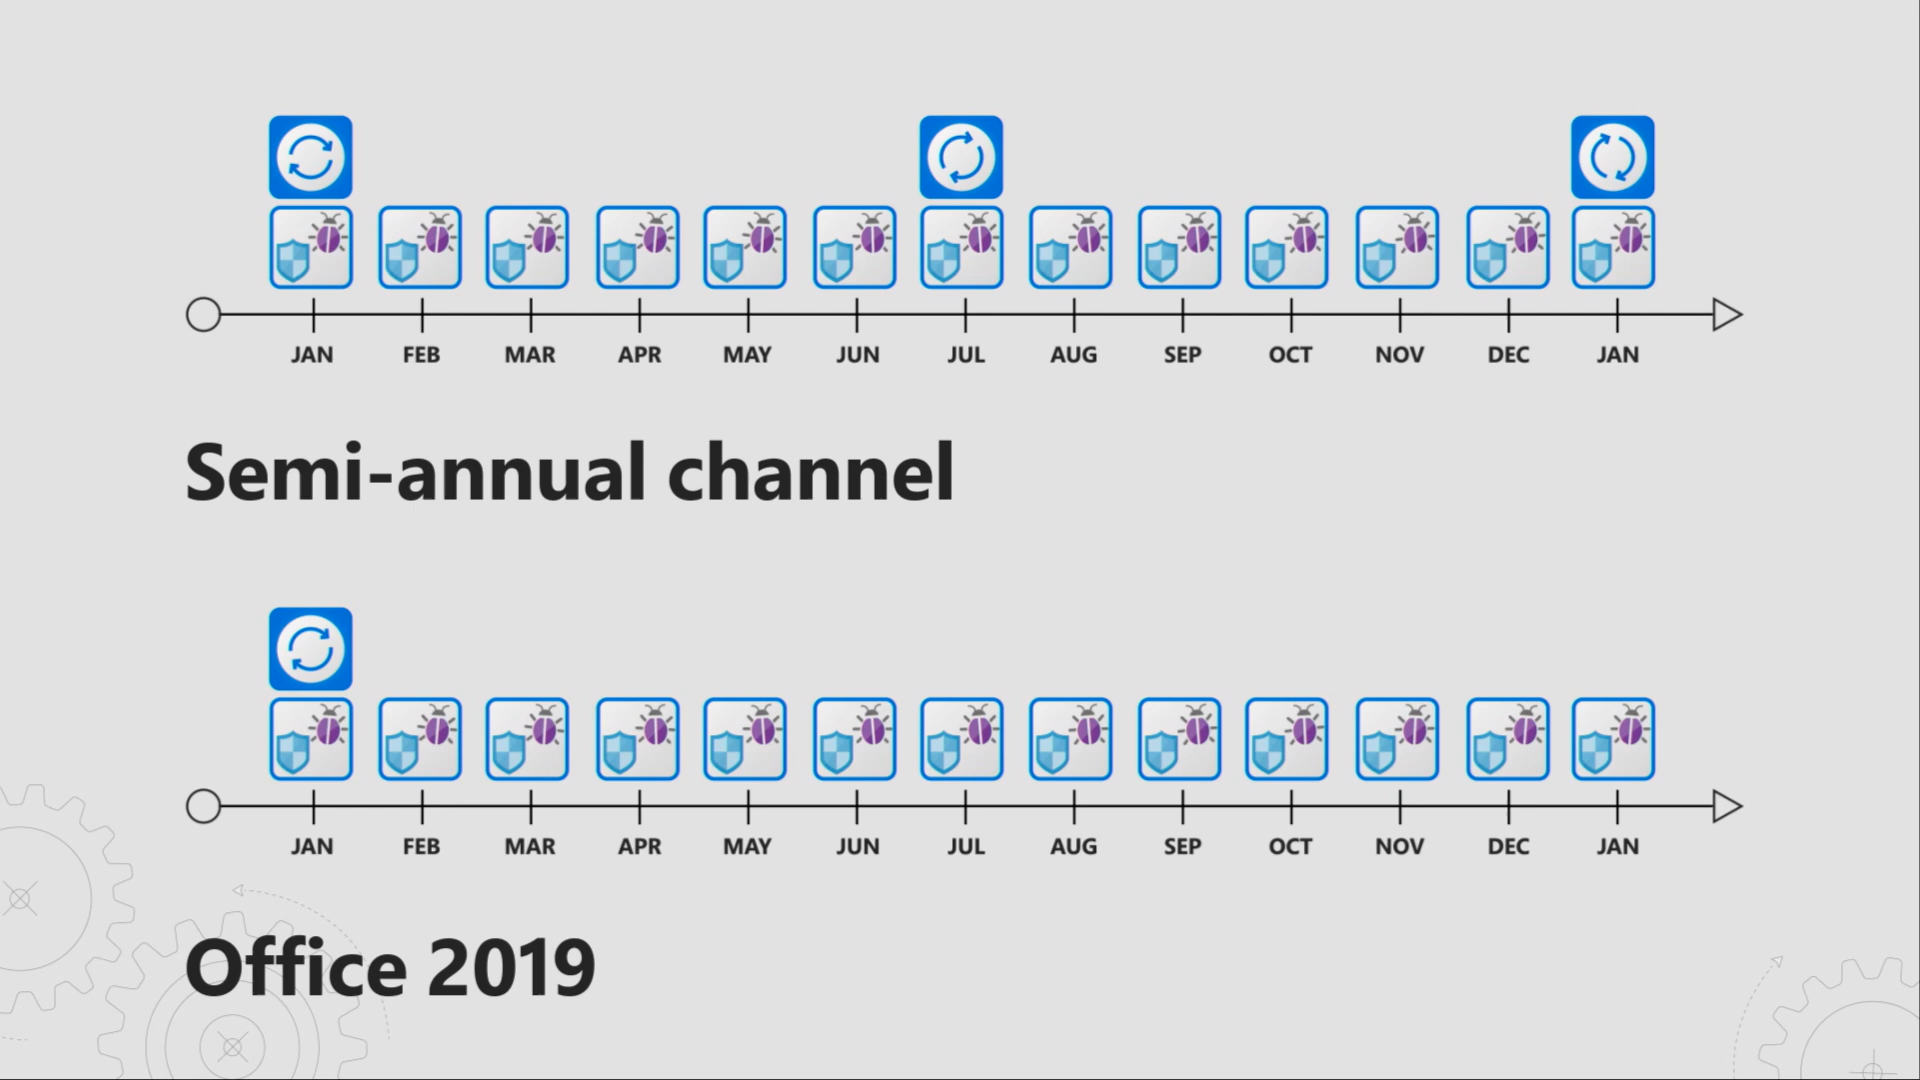 JAN FEB MAR APR MAY JUN JUL AUG SEP OCT NOV DEC JAN
Semi-annual channel
JAN FEB MAR APR MAY JUN JUL AUG SEP OCT NOV DEC JAN
Office 2019